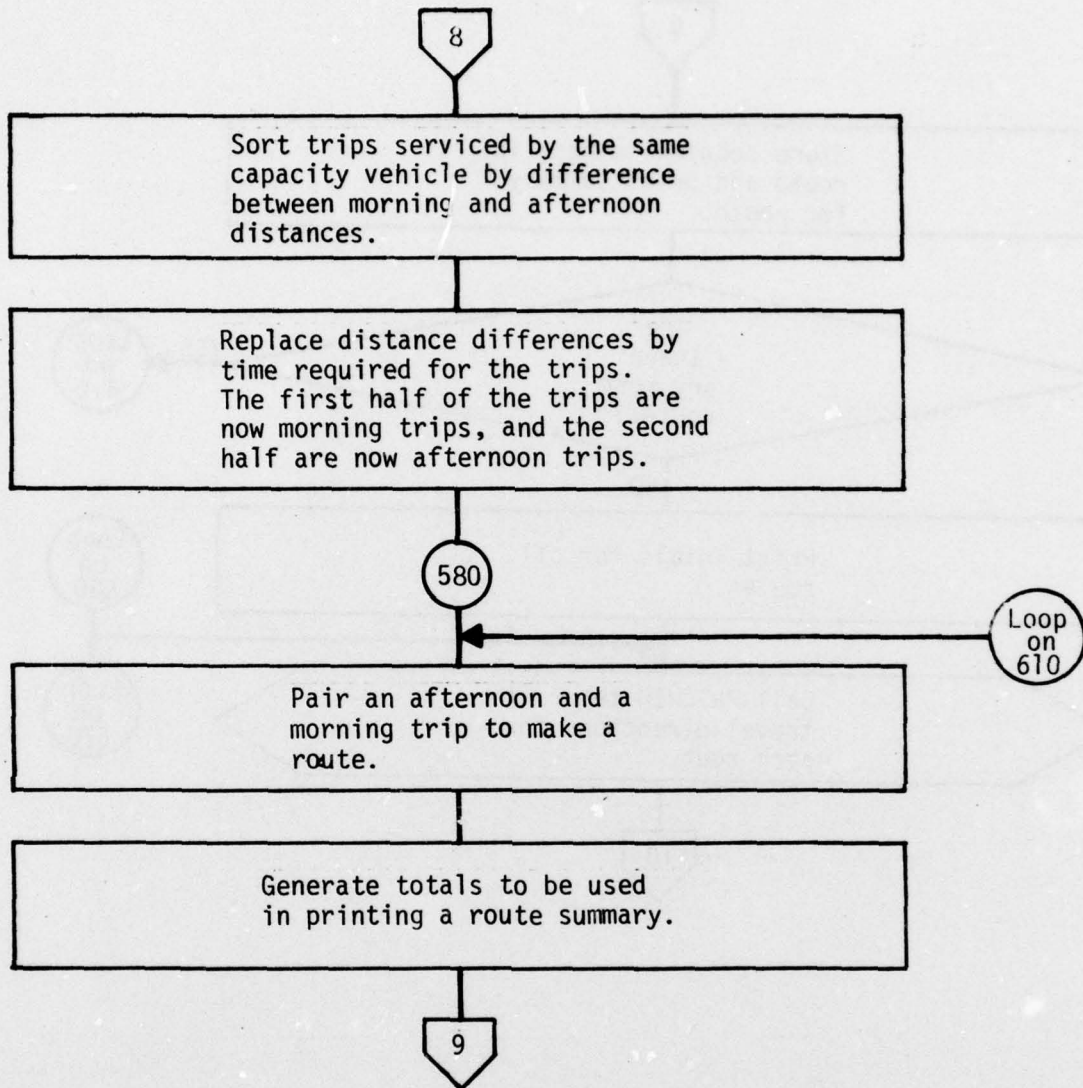 8
Sort trips serviced by the same
capacity vehicle by difference
between morning and afternoon
distances.
Replace distance differences by
time required for the trips.
The first half of the trips are
now morning trips, and the second
half are now afternoon trips.
580
Loop
on
610
Pair an afternoon and a
morning trip to make a
route.
Generate totals to be used
in printing a route summary.
9